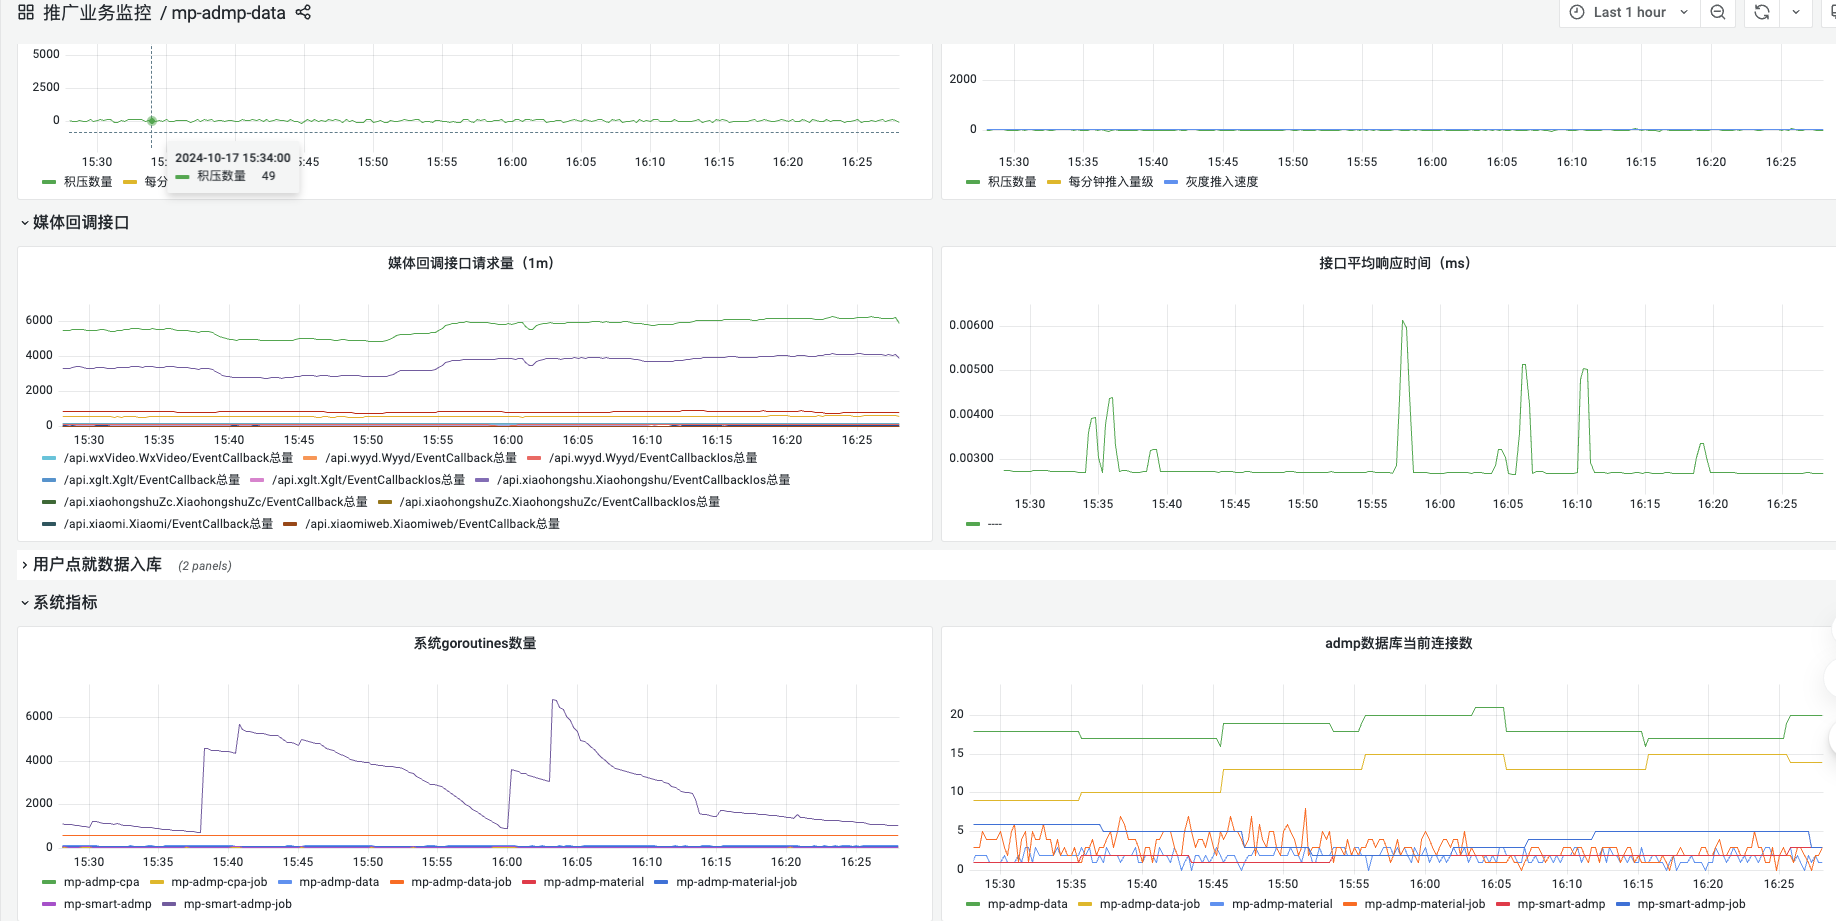 推广业务监控 / mp-admp-data
Last 1 hour
5000
2500
0
15:30 15: :45 15:50 15:55 16:00 16:05 16:10 16:15 16:20 16:25
2024-10-17 15:34:00
积压数量 49
积压数量 每分
2000
0
15:30 15:35 15:40 15:45 15:50 15:55 16:00 16:05 16:10 16:15 16:20 16:25
积压数量 每分钟推入量级 灰度推入速度
媒体回调接口
媒体回调接口请求量（1m）
6000
4000
2000
0
15:30 15:35 15:40 15:45 15:50 15:55 16:00 16:05 16:10 16:15 16:20 16:25
/api.wxVideo.WxVideo/EventCallback总量 /api.wyyd.Wyyd/EventCallback总量 /api.wyyd.Wyyd/EventCallbackIos总量
/api.xglt.Xglt/EventCallback总量 /api.xglt.Xglt/EventCallbackIos总量 /api.xiaohongshu.Xiaohongshu/EventCallbackIos总量
/api.xiaohongshuZc.XiaohongshuZc/EventCallback总量 /api.xiaohongshuZc.XiaohongshuZc/EventCallbackIos总量
/api.xiaomi.Xiaomi/EventCallback总量 /api.xiaomiweb.Xiaomiweb/EventCallback总量
接口平均响应时间（ms）
0.00600
0.00500
0.00400
0.00300
15:30 15:35 15:40 15:45 15:50 15:55 16:00 16:05 16:10 16:15 16:20 16:25
----
用户点就数据入库 (2 panels)
系统指标
系统goroutines数量
6000
4000
2000
0
15:30 15:35 15:40 15:45 15:50 15:55 16:00 16:05 16:10 16:15 16:20 16:25
mp-admp-cpa mp-admp-cpa-job mp-admp-data mp-admp-data-job mp-admp-material mp-admp-material-job
mp-smart-admp mp-smart-admp-job
admp数据库当前连接数
20
15
10
5
0
15:30 15:35 15:40 15:45 15:50 15:55 16:00 16:05 16:10 16:15 16:20 16:25
mp-admp-data mp-admp-data-job mp-admp-material mp-admp-material-job mp-smart-admp mp-smart-admp-job